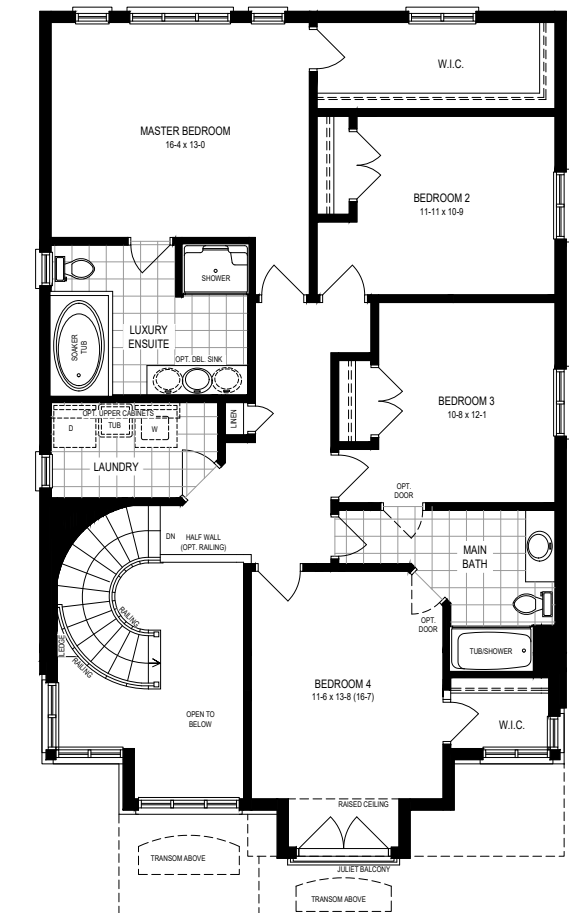 W.I.C.
MASTER BEDROOM
16-4 x 13-0
BEDROOM 2
11-11 x 10-9
SHOWER
LUXURY
ENSUITE
SOAKER
TUB
OPT. DBL. SINK
BEDROOM 3
10-8 x 12-1
OPT. UPPER CABINETS
D
TUB
W
LINEN
LAUNDRY
OPT.
DOOR
DN
HALF WALL
(OPT. RAILING)
MAIN
BATH
RAILING
OPT.
DOOR
LEDGE
RAILING
TUB/SHOWER
BEDROOM 4
11-6 x 13-8 (16-7)
OPEN TO
BELOW
W.I.C.
RAISED CEILING
TRANSOM ABOVE
JULIET BALCONY
TRANSOM ABOVE